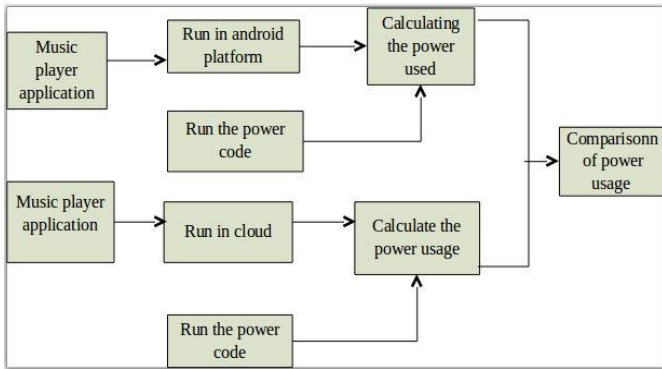 Music
player
application
Run in android
platform
Calculating
the power
used
Run the power
code
Comparisonn
of power
usage
Music player
application
Run in cloud
Calculate the
power usage
Run the power
code